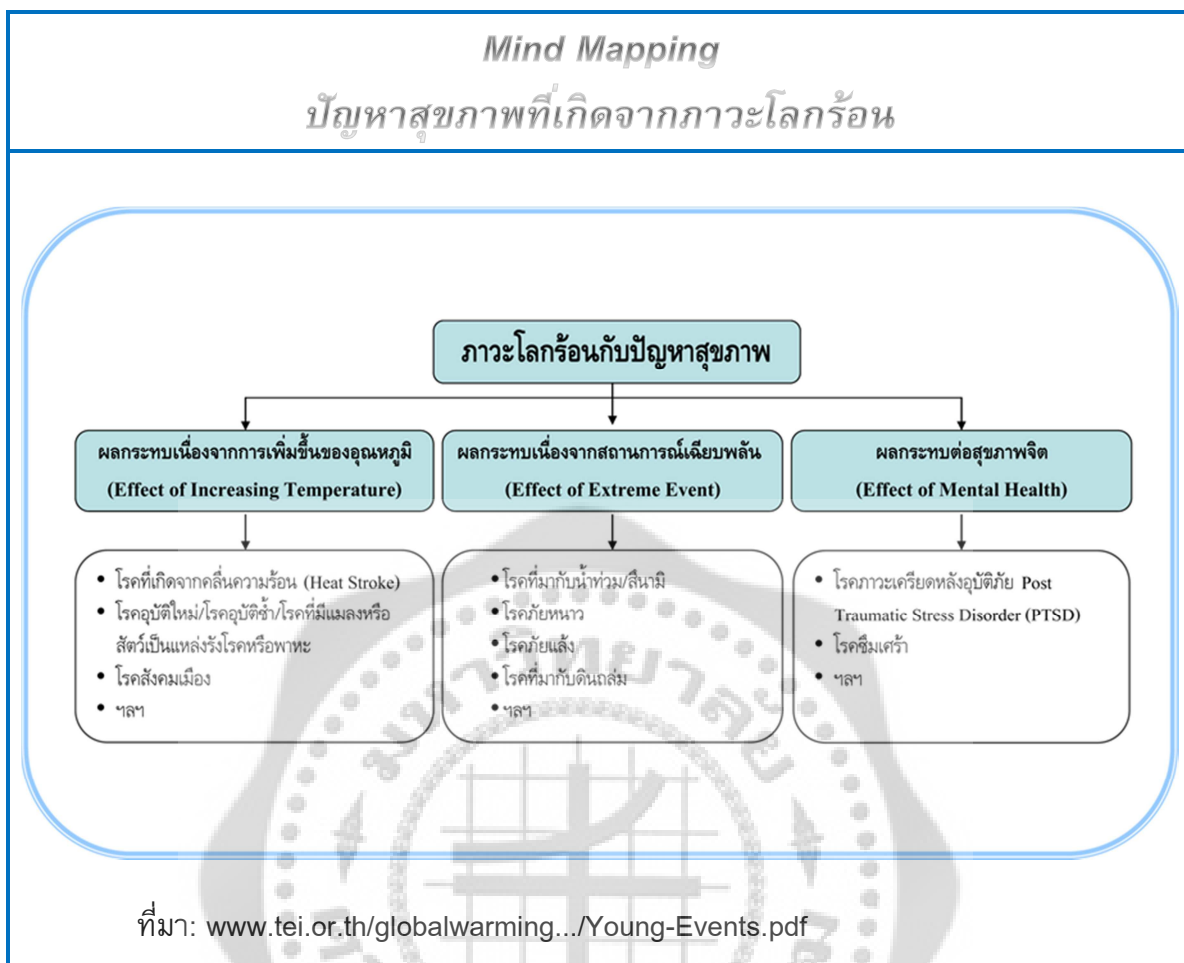 Mind Mapping
ปัญหาสุขภาพที่เกิดจากภาวะโลกร้อน
ภาวะโลกร้อนกับปัญหาสุขภาพ
ผลกระทบเนื่องจากการเพิ่มขึ้นของอุณหภูมิ
(Effect of Increasing Temperature)
• โรคที่เกิดจากคลื่นความร้อน (Heat Stroke)
• โรคอุบัติใหม่/โรคอุบัติซ้ำ/โรคที่มีแมลงหรือ
สัตว์เป็นแหล่งรังโรคหรือพาหะ
• โรคสังคมเมือง
• ฯลฯ
ผลกระทบเนื่องจากสถานการณ์เฉียบพลัน
(Effect of Extreme Event)
• โรคที่มากับน้ำท่วม/สึนามิ
• โรคภัยหนาว
• โรคภัยแล้ง
• โรคที่มากับดินถล่ม
• ฯลฯ
ผลกระทบต่อสุขภาพจิต
(Effect of Mental Health)
• โรคภาวะเครียดหลังอุบัติภัย Post
Traumatic Stress Disorder (PTSD)
• โรคซึมเศร้า
• ฯลฯ
มหาวิทยาลัย
ที่มา: www.tei.or.th/globalwarming.../Young-Events.pdf